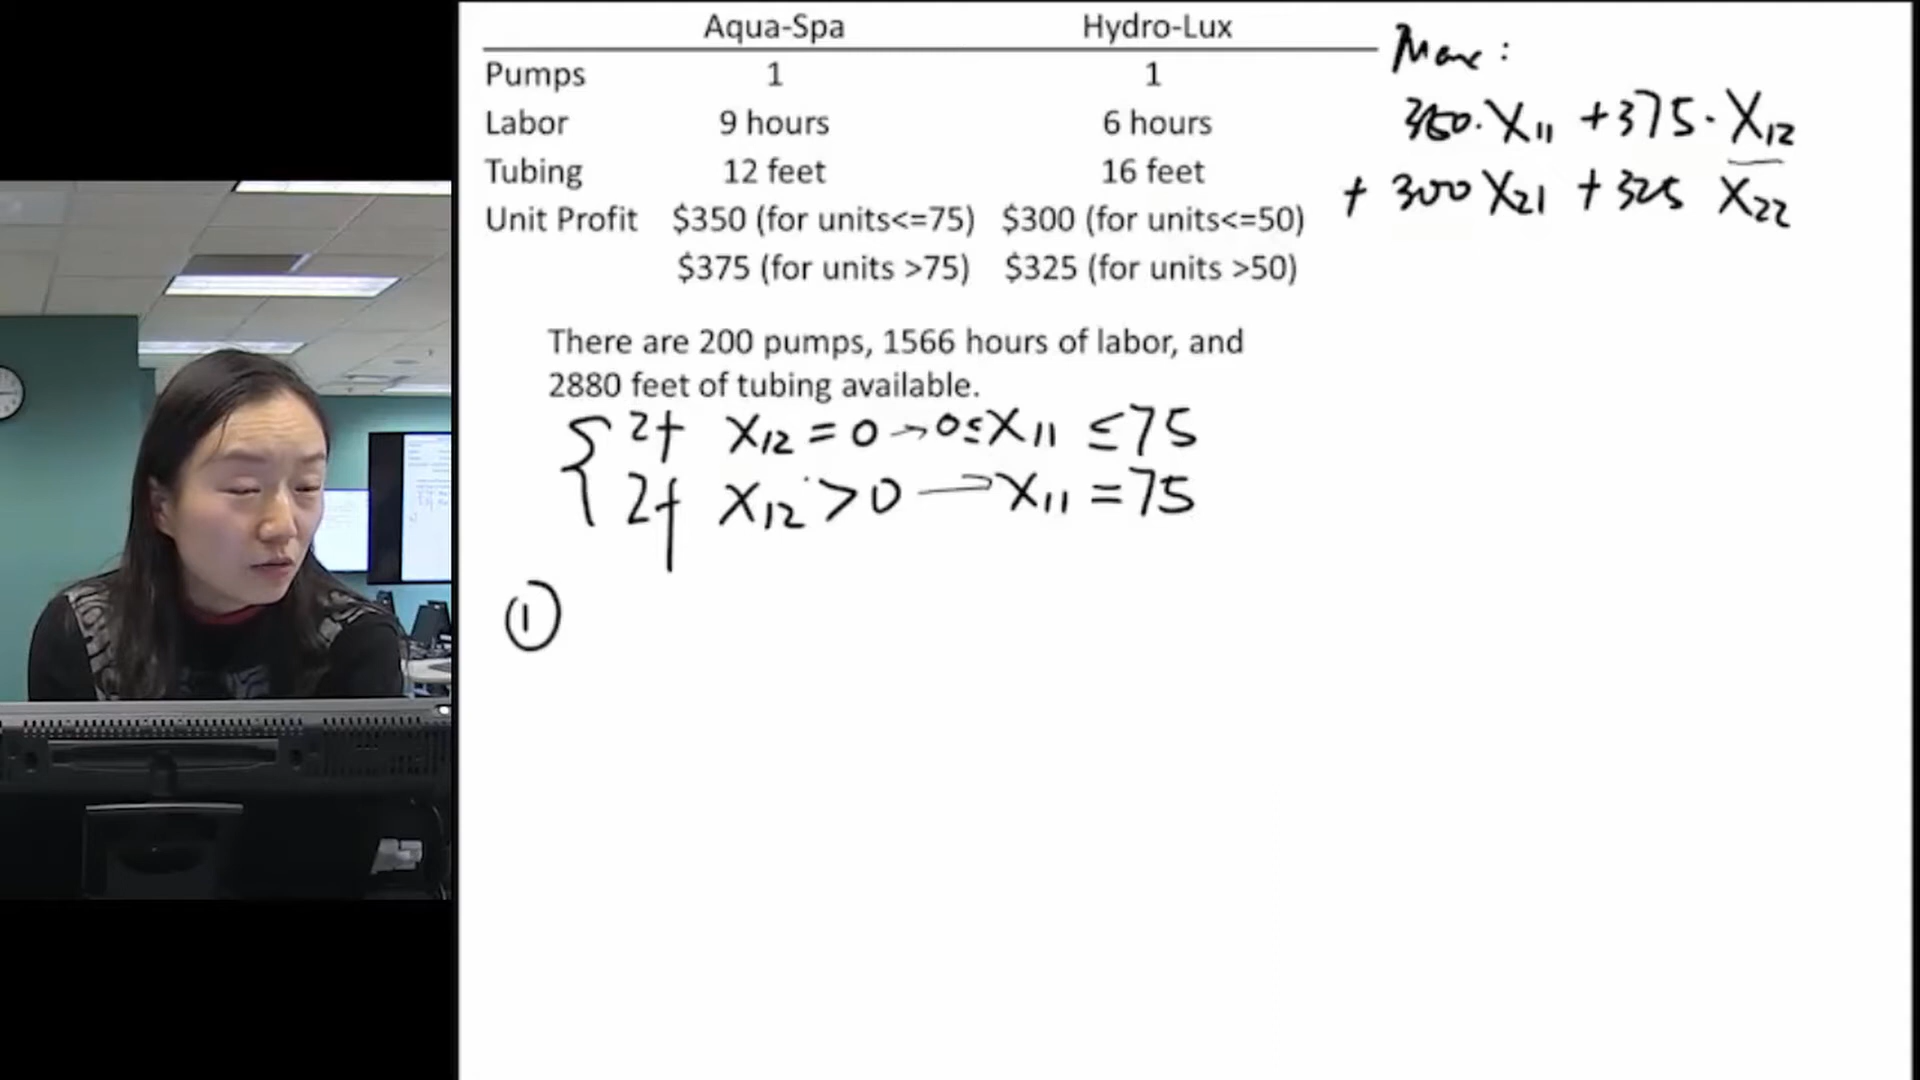 Aqua-Spa Hydro-Lux
Pumps 1 1
Labor 9 hours 6 hours
Tubing 12 feet 16 feet
Unit Profit $350 (for units<=75) $300 (for units<=50)
$375 (for units >75) $325 (for units >50)
Max:
350·X11 +375·X12
+ 300 X21 +325 X22
There are 200 pumps, 1566 hours of labor, and
2880 feet of tubing available.
If X12 = 0 → 0≤X11 ≤75
If X12 > 0 → X11 = 75
①